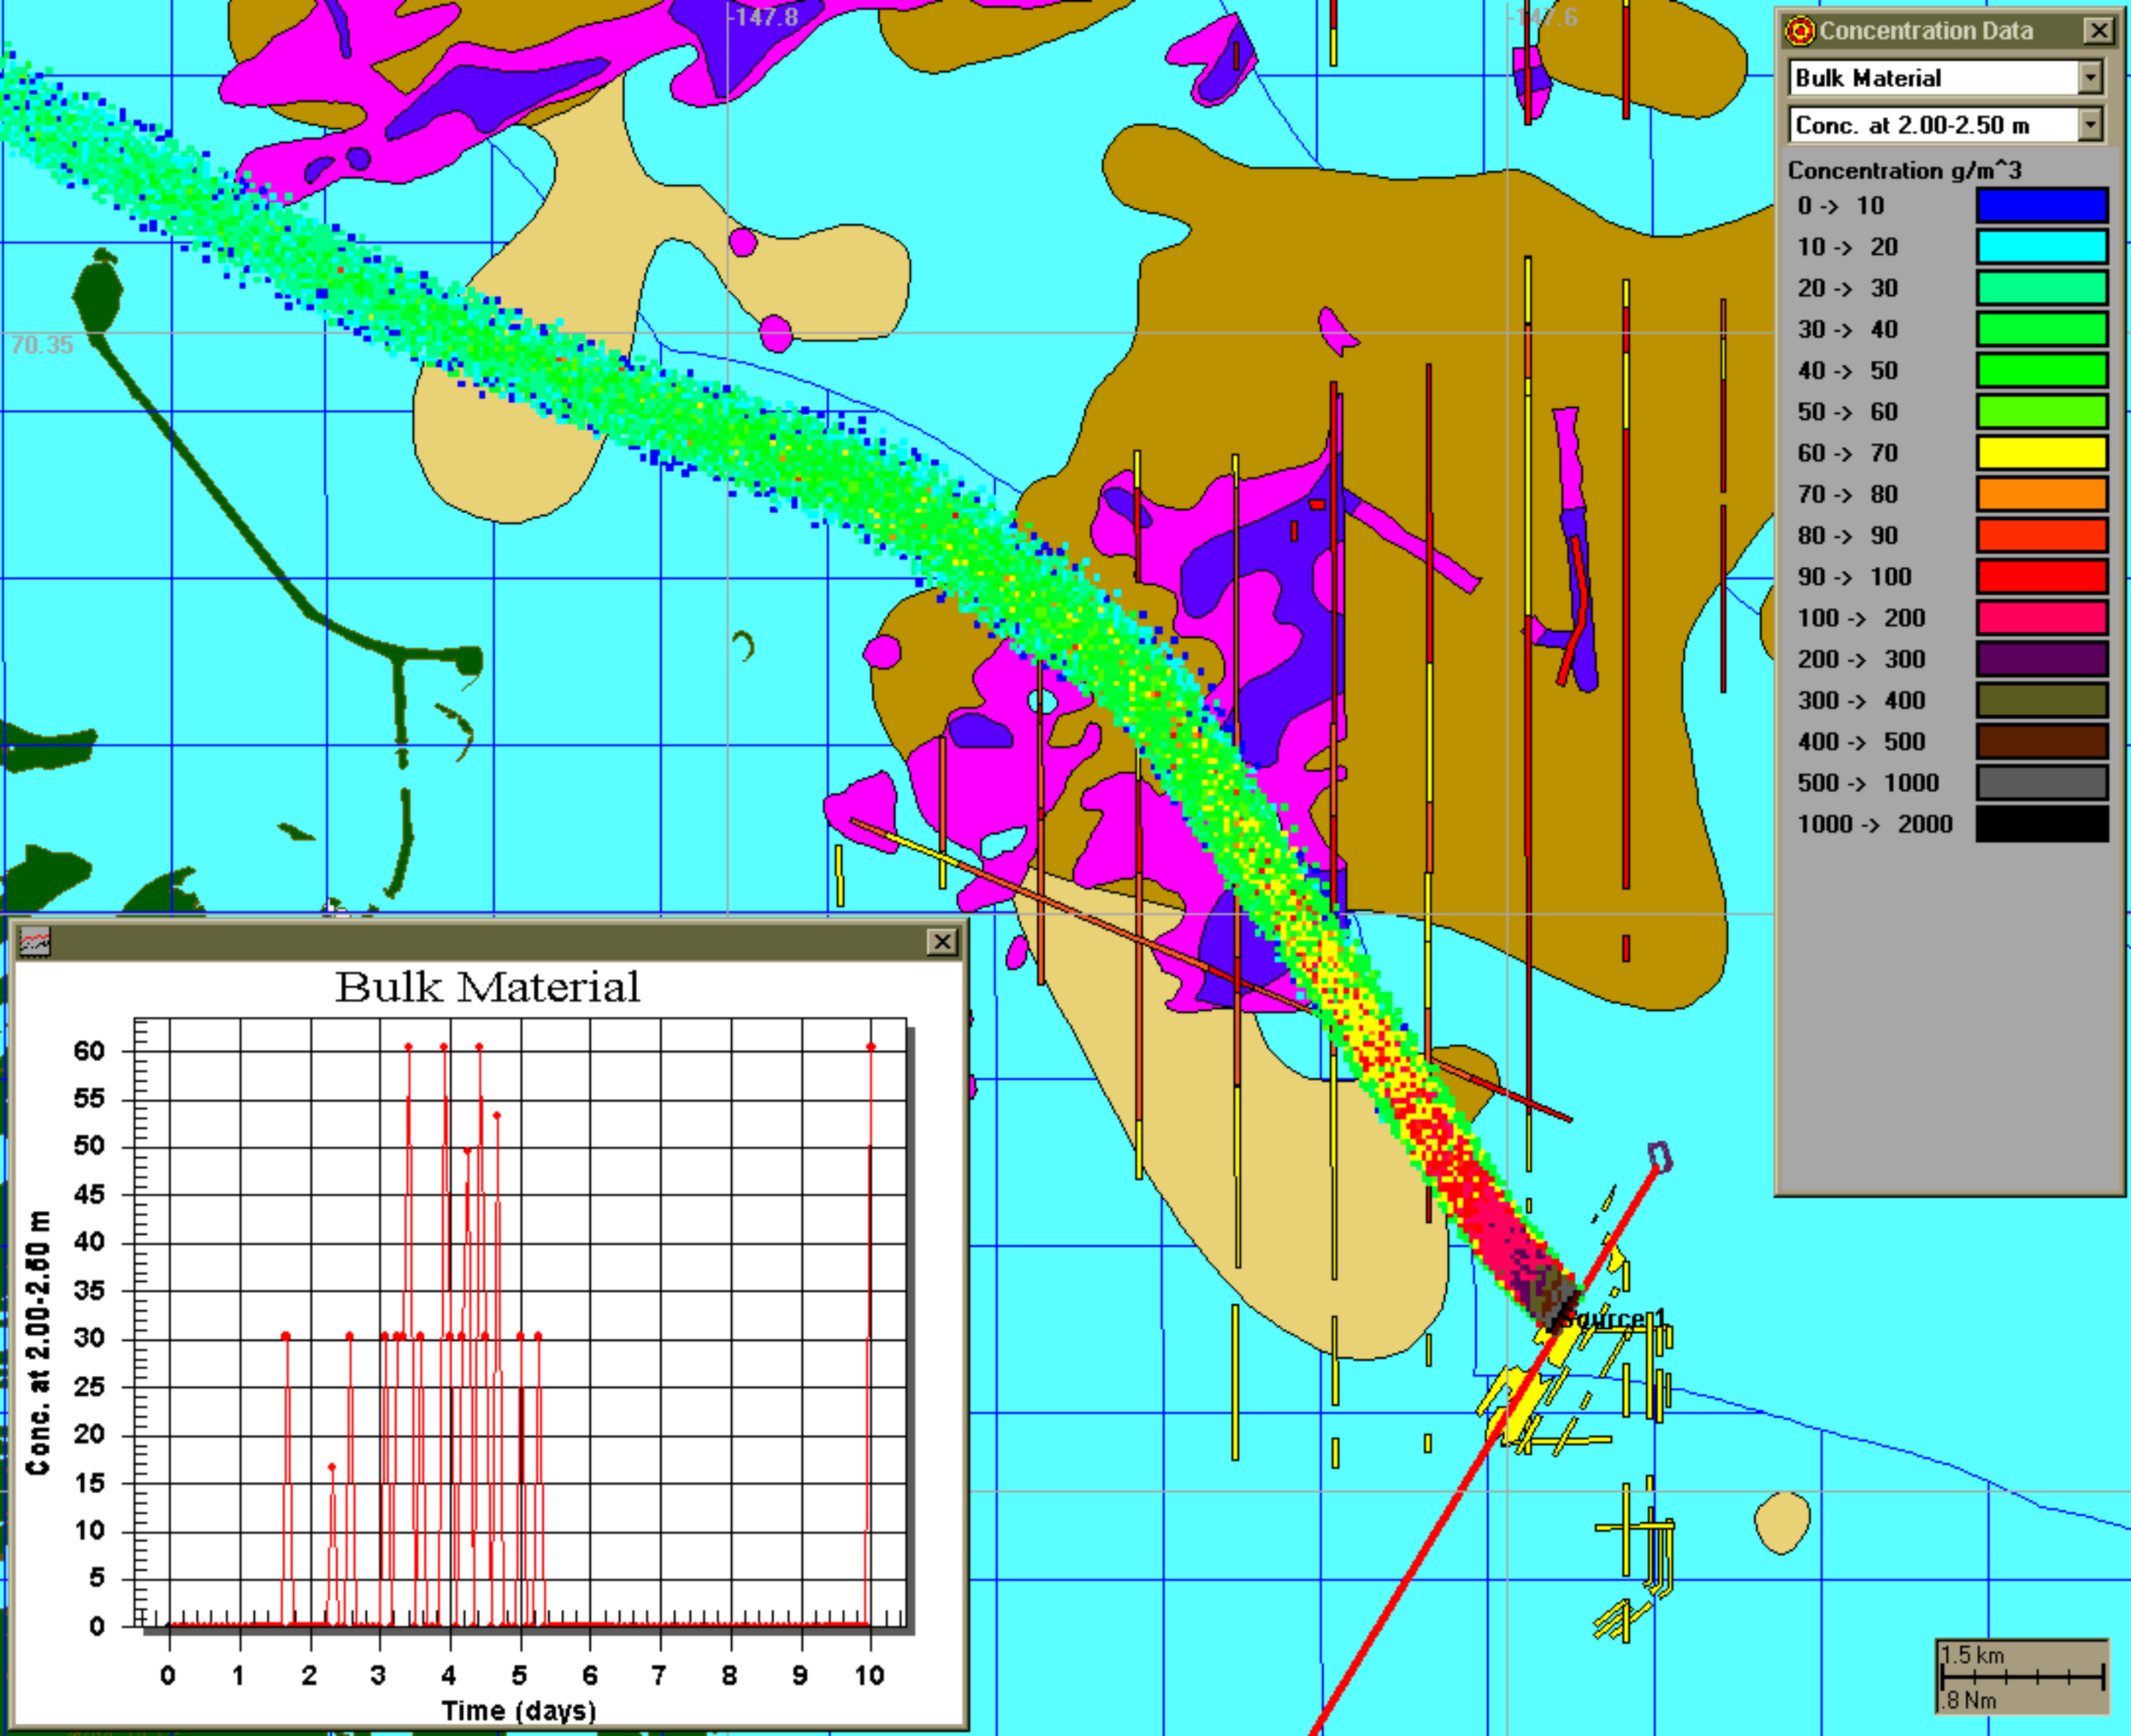 -147.8
-147.6
70.35
Concentration Data
Bulk Material
Conc. at 2.00-2.50 m
Concentration g/m^3
0 -> 10
10 -> 20
20 -> 30
30 -> 40
40 -> 50
50 -> 60
60 -> 70
70 -> 80
80 -> 90
90 -> 100
100 -> 200
200 -> 300
300 -> 400
400 -> 500
500 -> 1000
1000 -> 2000
Source 1
Bulk Material
Conc. at 2.00-2.50 m
60
55
50
45
40
35
30
25
20
15
10
5
0
0 1 2 3 4 5 6 7 8 9 10
Time (days)
1.5 km
.8 Nm